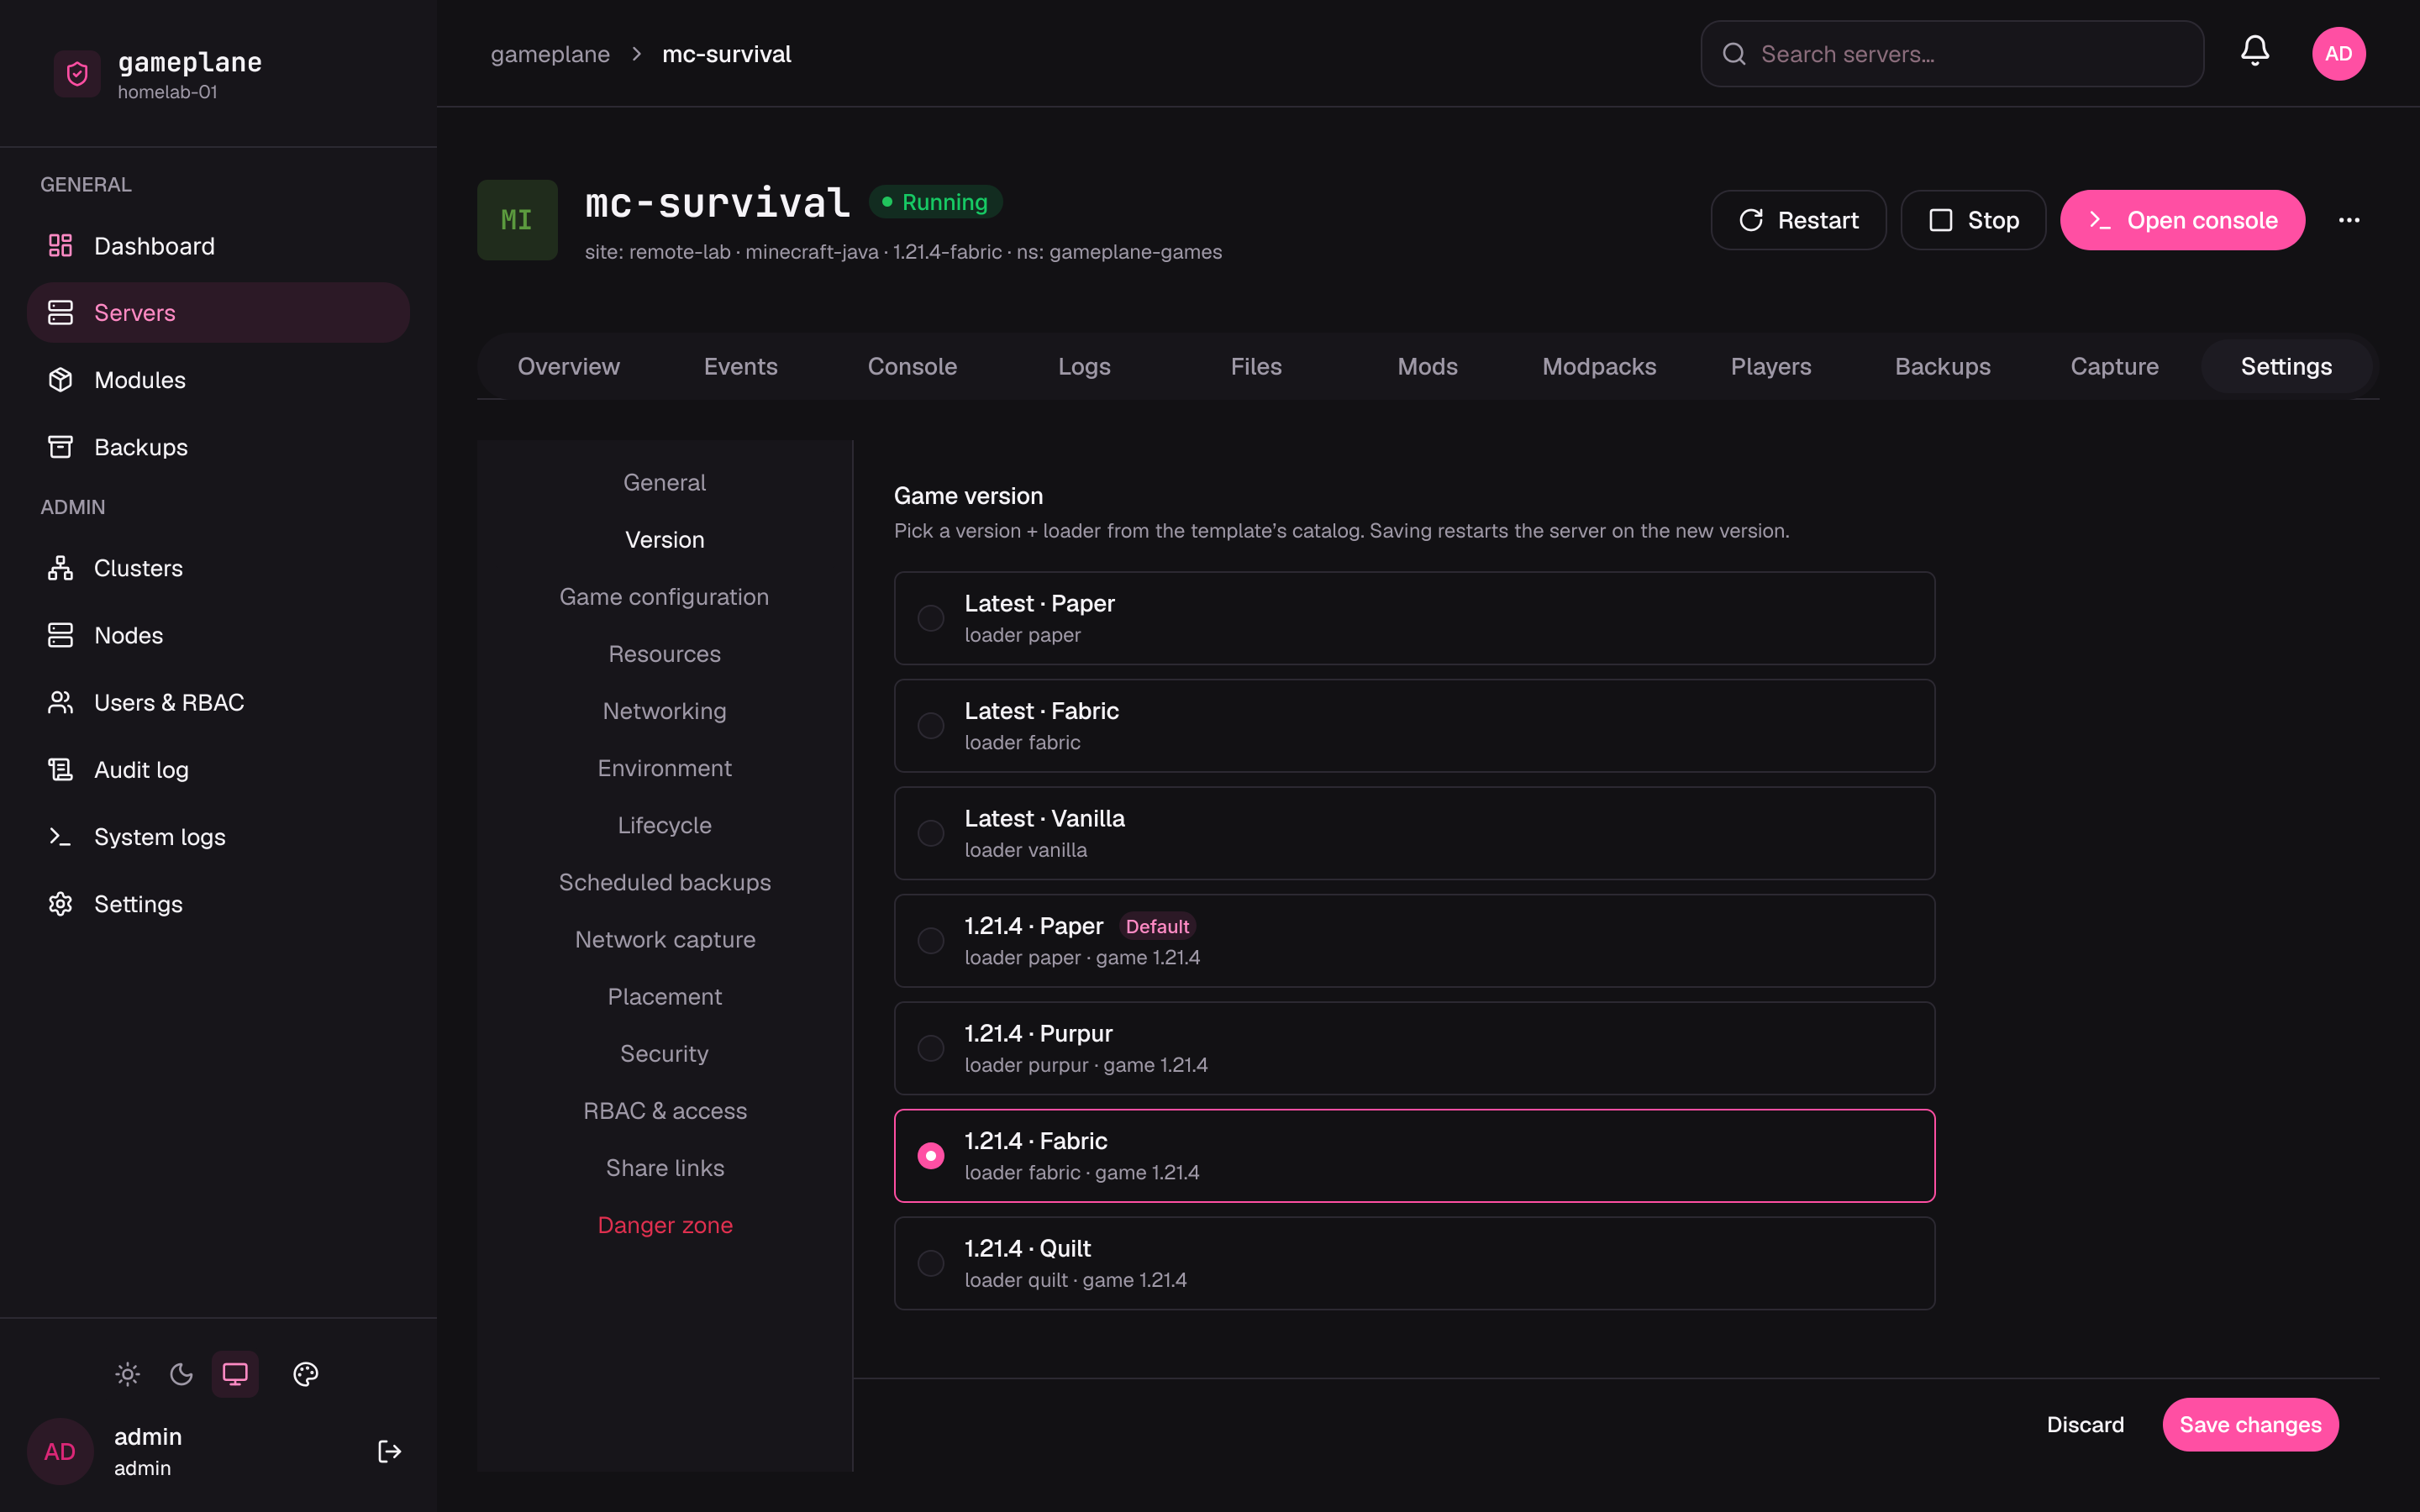 gameplane
homelab-01
GENERAL
Dashboard
Servers
Modules
Backups
ADMIN
Clusters
Nodes
Users & RBAC
Audit log
System logs
Settings
AD
admin
admin
gameplane > mc-survival
Search servers...
AD
MI
mc-survival
Running
site: remote-lab · minecraft-java · 1.21.4-fabric · ns: gameplane-games
Restart
Stop
Open console
Overview
Events
Console
Logs
Files
Mods
Modpacks
Players
Backups
Capture
Settings
General
Version
Game configuration
Resources
Networking
Environment
Lifecycle
Scheduled backups
Network capture
Placement
Security
RBAC & access
Share links
Danger zone
Game version
Pick a version + loader from the template’s catalog. Saving restarts the server on the new version.
Latest · Paper
loader paper
Latest · Fabric
loader fabric
Latest · Vanilla
loader vanilla
1.21.4 · Paper Default
loader paper · game 1.21.4
1.21.4 · Purpur
loader purpur · game 1.21.4
1.21.4 · Fabric
loader fabric · game 1.21.4
1.21.4 · Quilt
loader quilt · game 1.21.4
Discard
Save changes